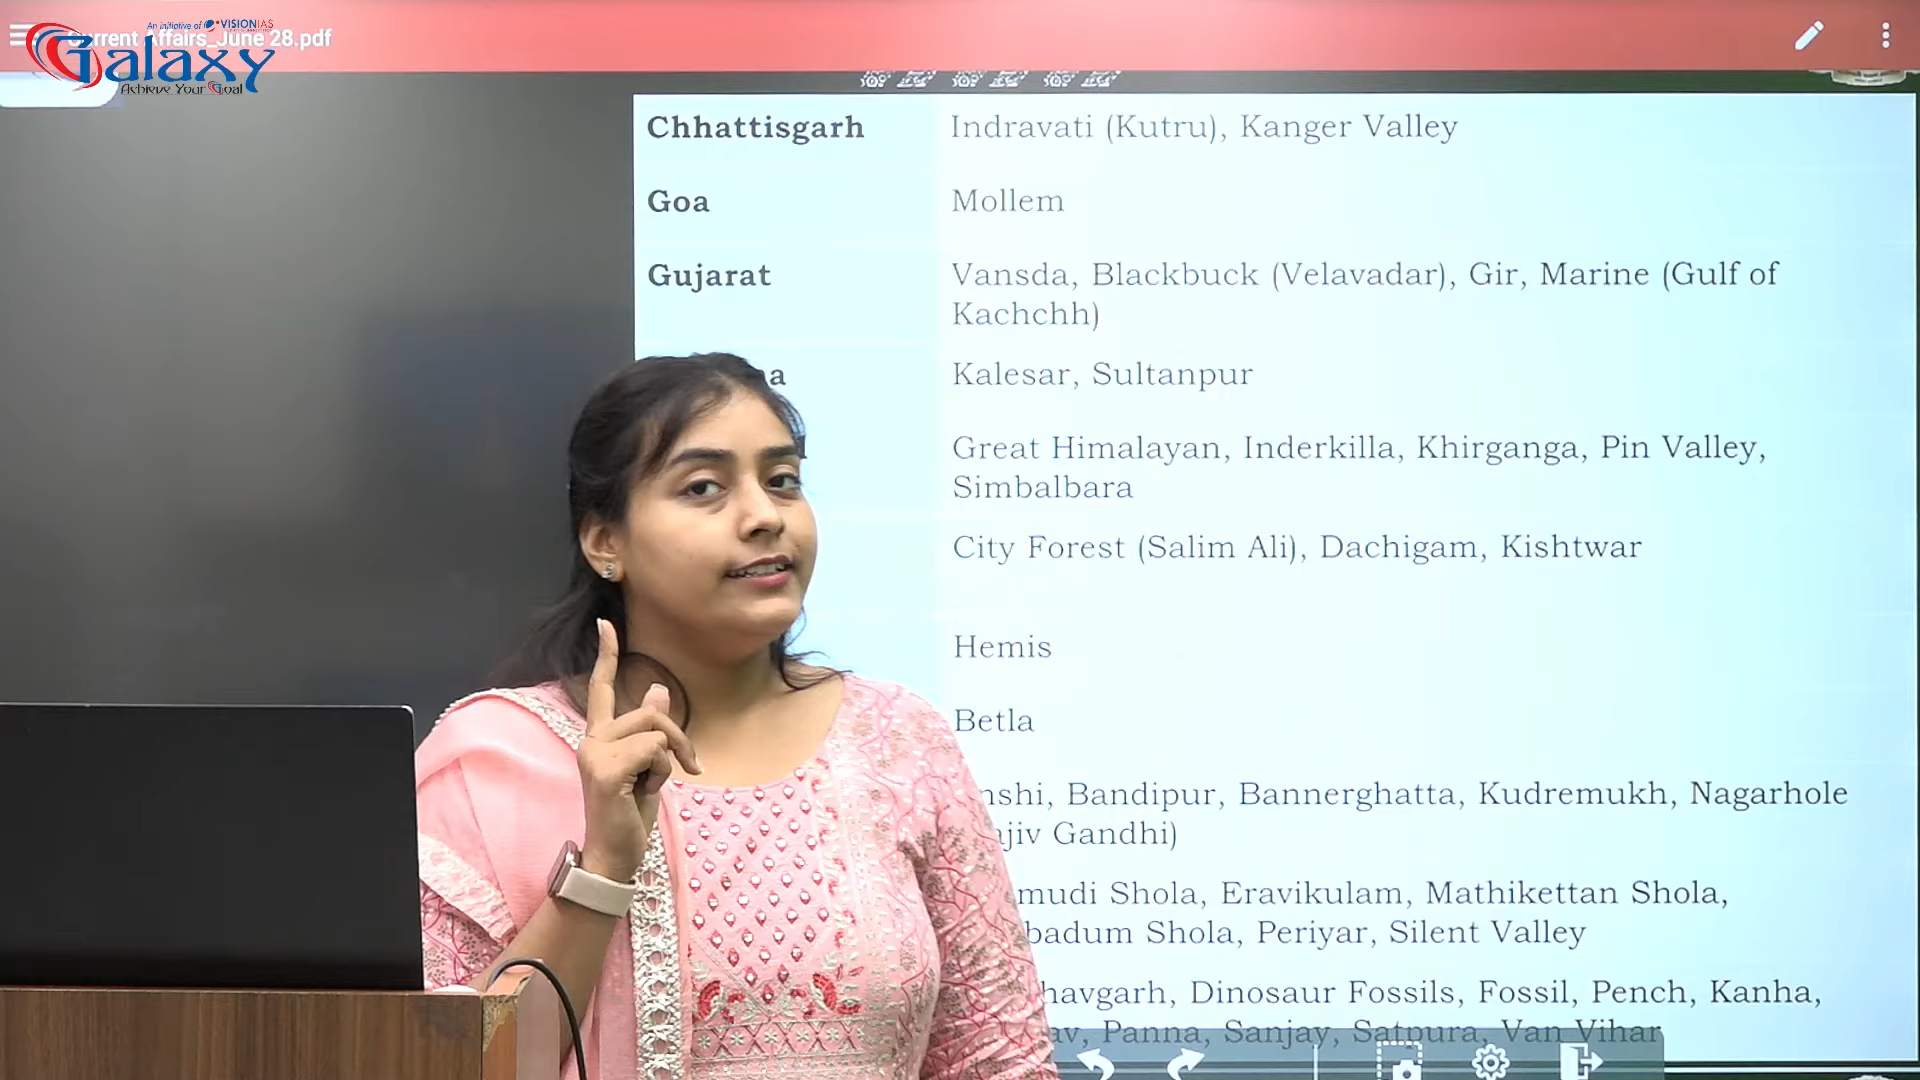 An initiative of VISIONIAS
Current Affairs_June 28.pdf
Galaxy
Achieve Your Goal
Chhattisgarh Indravati (Kutru), Kanger Valley
Goa Mollem
Gujarat Vansda, Blackbuck (Velavadar), Gir, Marine (Gulf of
Kachchh)
Kalesar, Sultanpur
Great Himalayan, Inderkilla, Khirganga, Pin Valley,
Simbalbara
City Forest (Salim Ali), Dachigam, Kishtwar
Hemis
Betla
Bandipur, Bannerghatta, Kudremukh, Nagarhole
Gandhi)
Shola, Eravikulam, Mathikettan Shola,
Shola, Periyar, Silent Valley
Dinosaur Fossils, Fossil, Pench, Kanha,
Panna, Sanjay, Satpura, Van Vihar